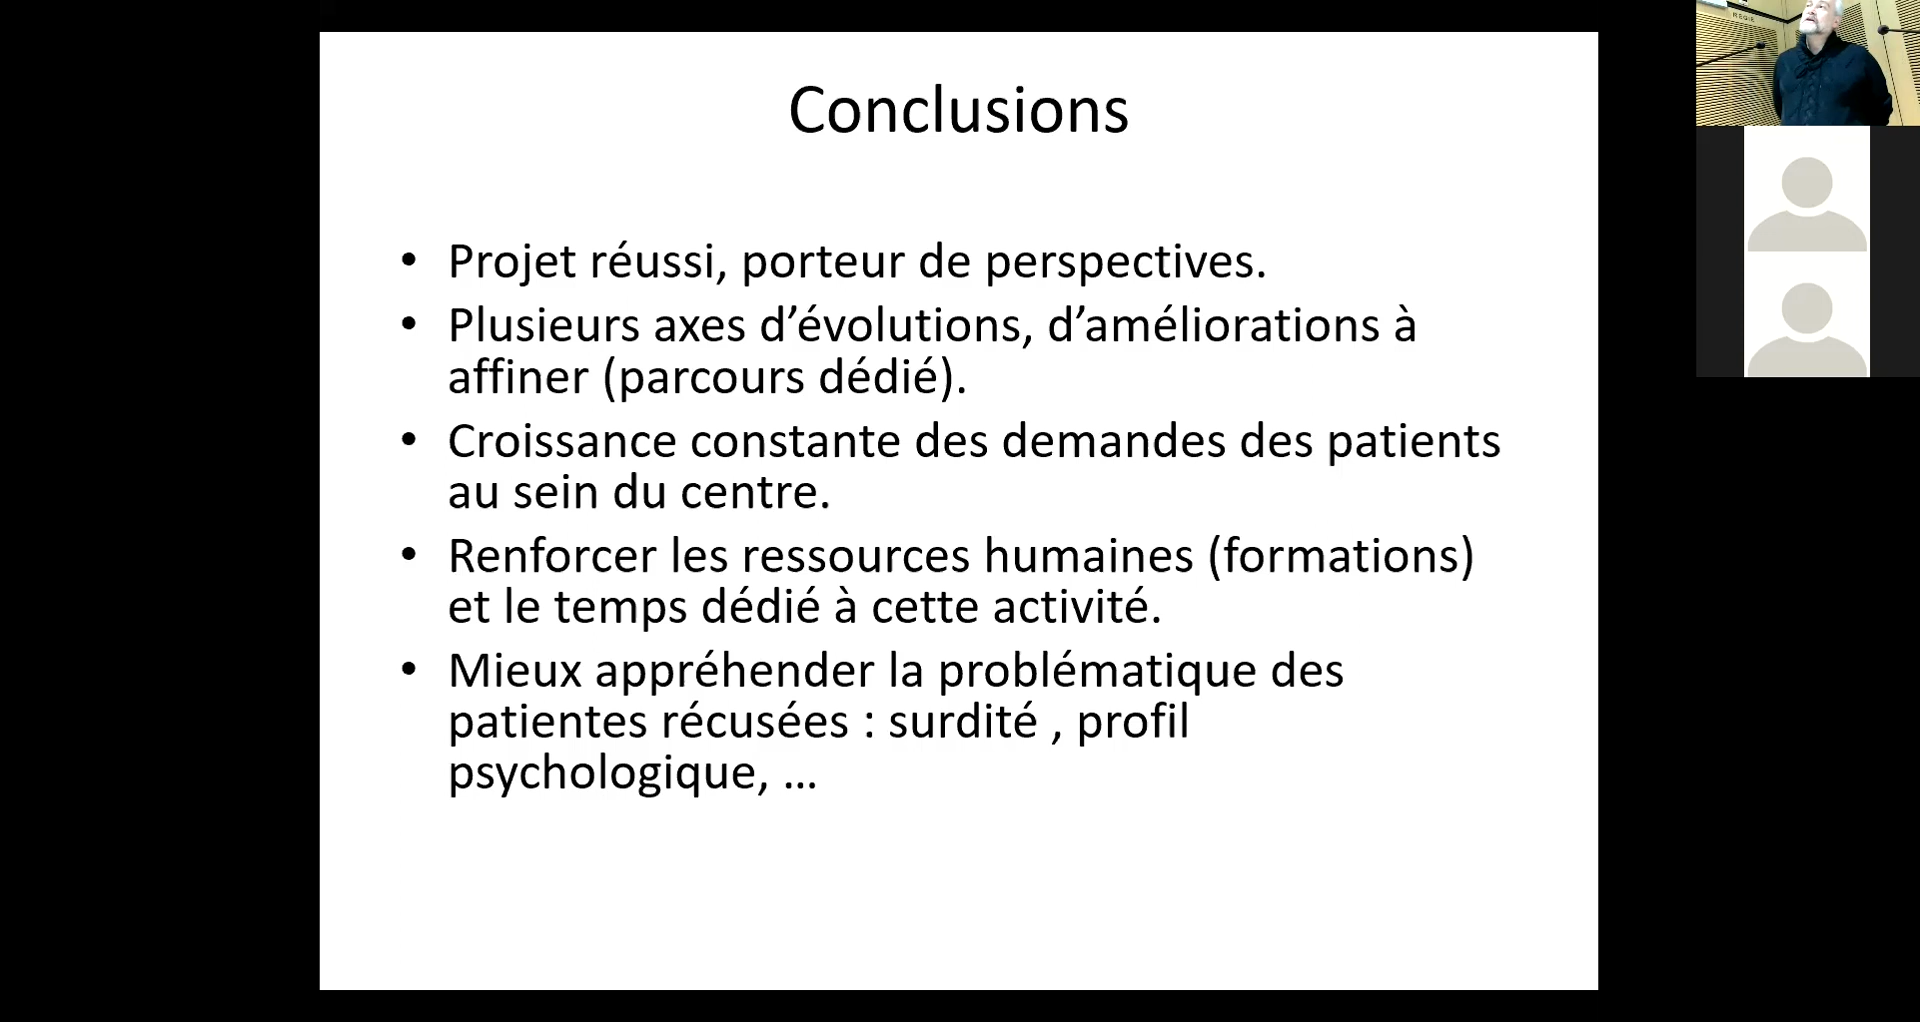 Conclusions
• Projet réussi, porteur de perspectives.
• Plusieurs axes d’évolutions, d’améliorations à
affiner (parcours dédié).
• Croissance constante des demandes des patients
au sein du centre.
• Renforcer les ressources humaines (formations)
et le temps dédié à cette activité.
• Mieux appréhender la problématique des
patientes récusées : surdité , profil
psychologique, ...
REGIE